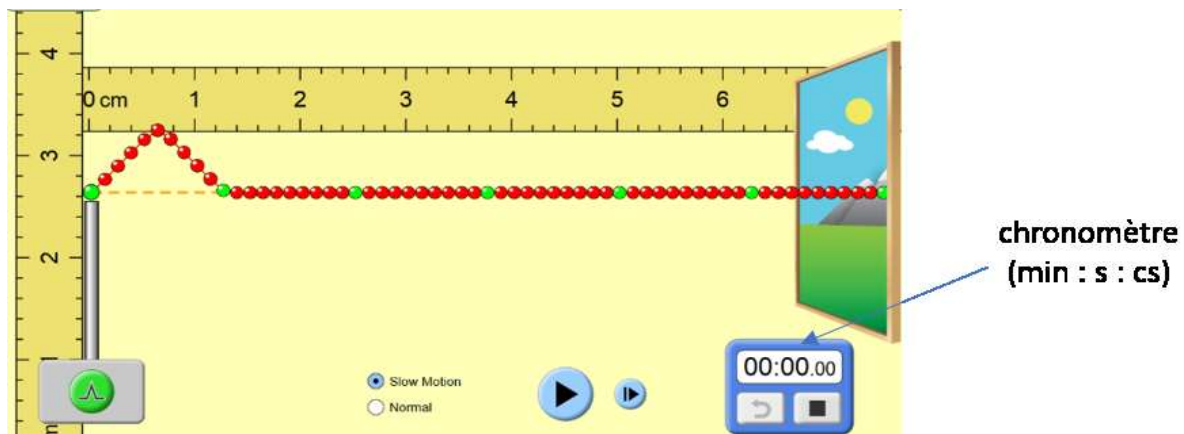 4
0 cm 1 2 3 4 5 6
3
2
1
chronomètre
(min : s : cs)
00:00.00
Slow Motion
Normal